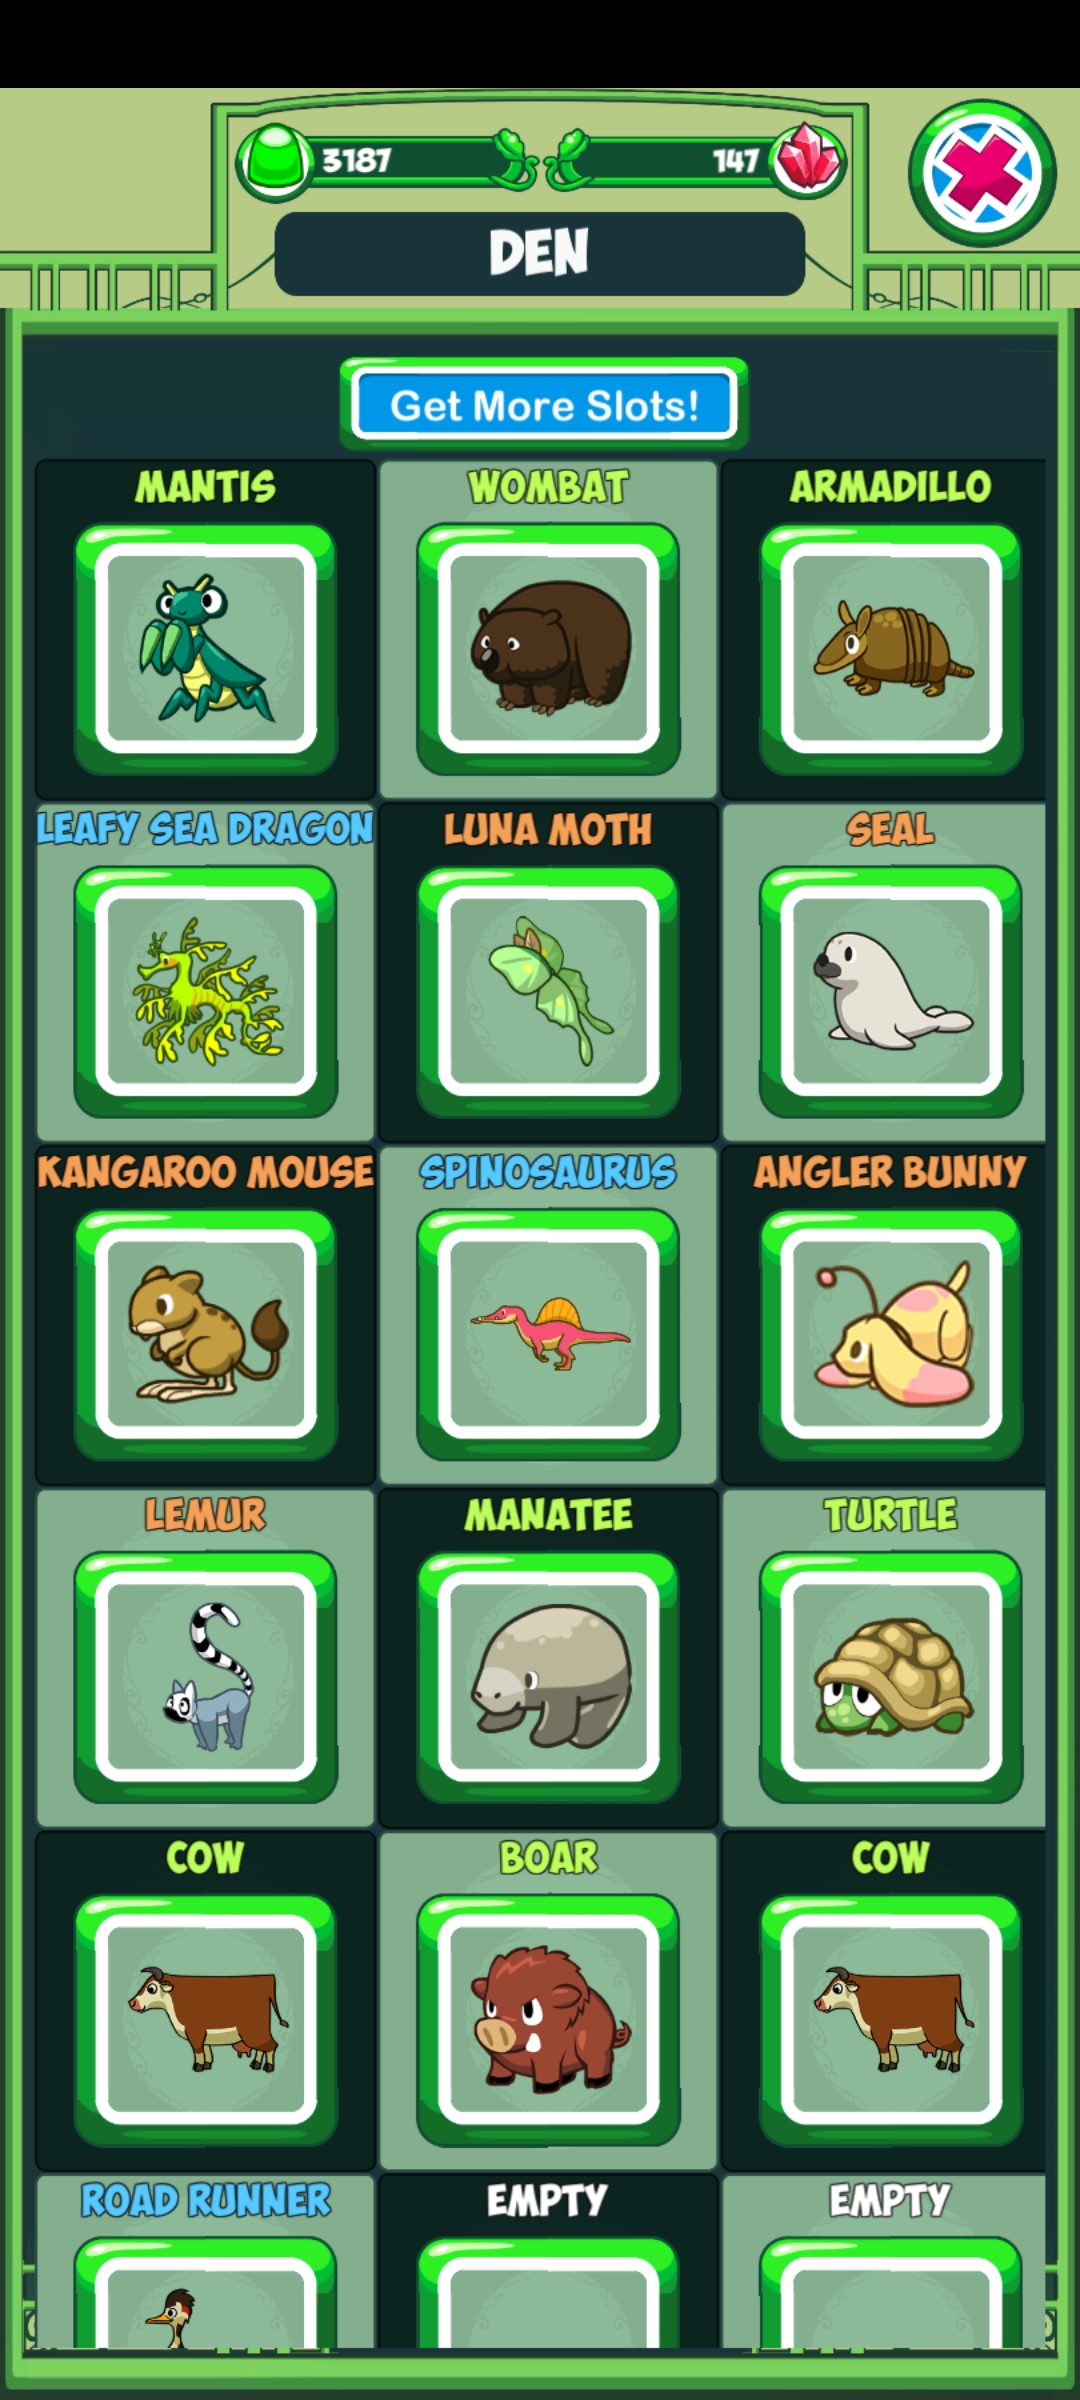 3187
147
DEN
Get More Slots!
MANTIS
WOMBAT
ARMADILLO
LEAFY SEA DRAGON
LUNA MOTH
SEAL
KANGAROO MOUSE
SPINOSAURUS
ANGLER BUNNY
LEMUR
MANATEE
TURTLE
COW
BOAR
COW
ROAD RUNNER
EMPTY
EMPTY